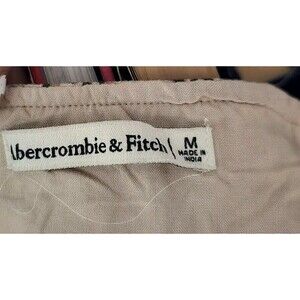 Abercrombie & Fitch
M
MADE IN
INDIA